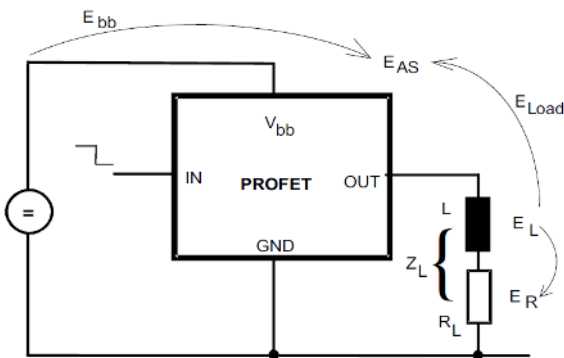 E bb
E AS
E Load
V bb
IN
PROFET
OUT
=
L
E L
GND
Z L
{
E R
R L